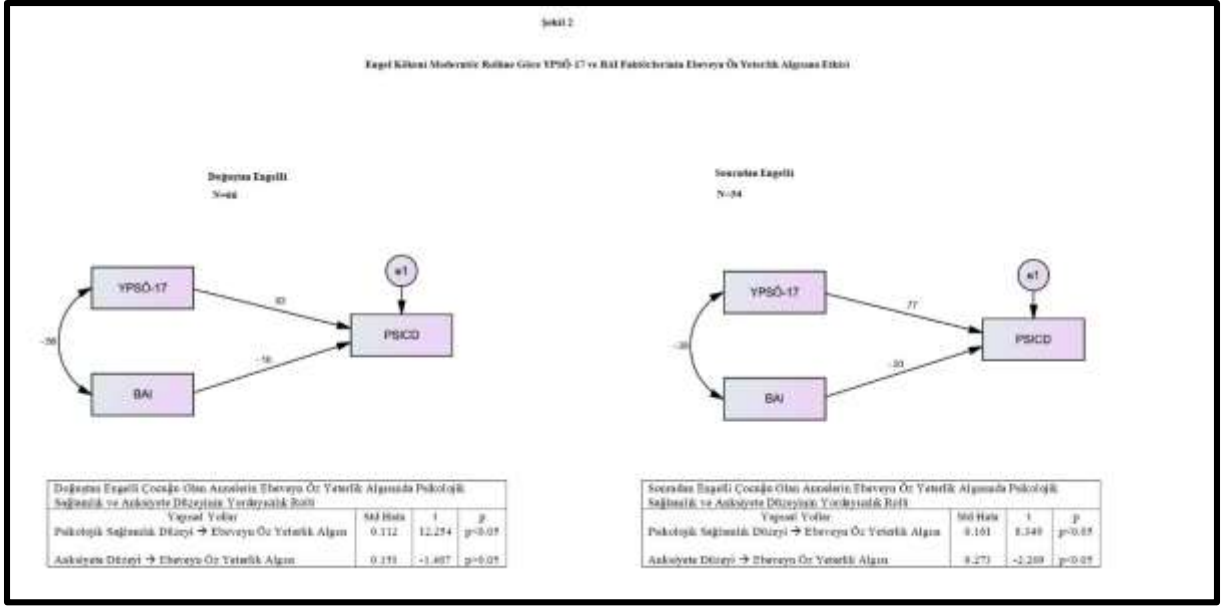 Şekil 2
Engel Kökeni Moderatör Rolüne Göre YPSÖ-17 ve BAI Faktörlerinin Ebeveyn Öz Yeterlik Algısına Etkisi
Doğuştan Engelli
Sonradan Engelli
YPSÖ-17
e1
PSICD
BAI
YPSÖ-17
77
e1
PSICD
BAI
Doğuştan Engelli Çocuğu Olan Annelerin Ebeveyn Öz Yeterlik Algısında Psikolojik
Sağlamlık ve Anksiyete Düzeyinin Yordayıcılık Rolü
Yapısal Yollar Std Hata t p
Psikolojik Sağlamlık Düzeyi → Ebeveyn Öz Yeterlik Algısı 0.112 12.254 p<0.05
Anksiyete Düzeyi → Ebeveyn Öz Yeterlik Algısı
Sonradan Engelli Çocuğu Olan Annelerin Ebeveyn Öz Yeterlik Algısında Psikolojik
Sağlamlık ve Anksiyete Düzeyinin Yordayıcılık Rolü
Yapısal Yollar Std Hata t p
Psikolojik Sağlamlık Düzeyi → Ebeveyn Öz Yeterlik Algısı 0.161 p<0.05
Anksiyete Düzeyi → Ebeveyn Öz Yeterlik Algısı 0.273 p<0.05